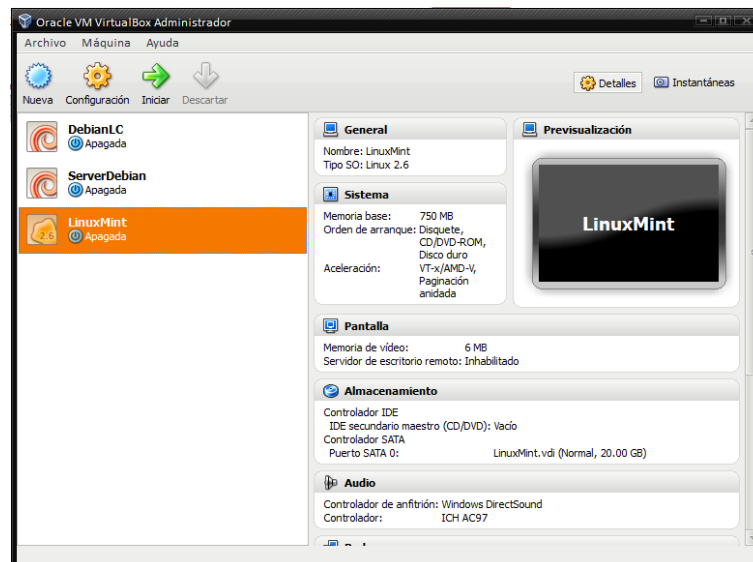 Oracle VM VirtualBox Administrador
Archivo Máquina Ayuda
Nueva Configuración Iniciar Descartar
Detalles Instantáneas
DebianLC
Apagada
ServerDebian
Apagada
LinuxMint
2.6 Apagada
General
Nombre: LinuxMint
Tipo SO: Linux 2.6
Sistema
Memoria base: 750 MB
Orden de arranque: Disquete,
CD/DVD-ROM,
Disco duro
Aceleración: VT-x/AMD-V,
Paginación
anidada
Previsualización
LinuxMint
Pantalla
Memoria de vídeo: 6 MB
Servidor de escritorio remoto: Inhabilitado
Almacenamiento
Controlador IDE
IDE secundario maestro (CD/DVD): Vacío
Controlador SATA
Puerto SATA 0: LinuxMint.vdi (Normal, 20.00 GB)
Audio
Controlador de anfitrión: Windows DirectSound
Controlador: ICH AC97